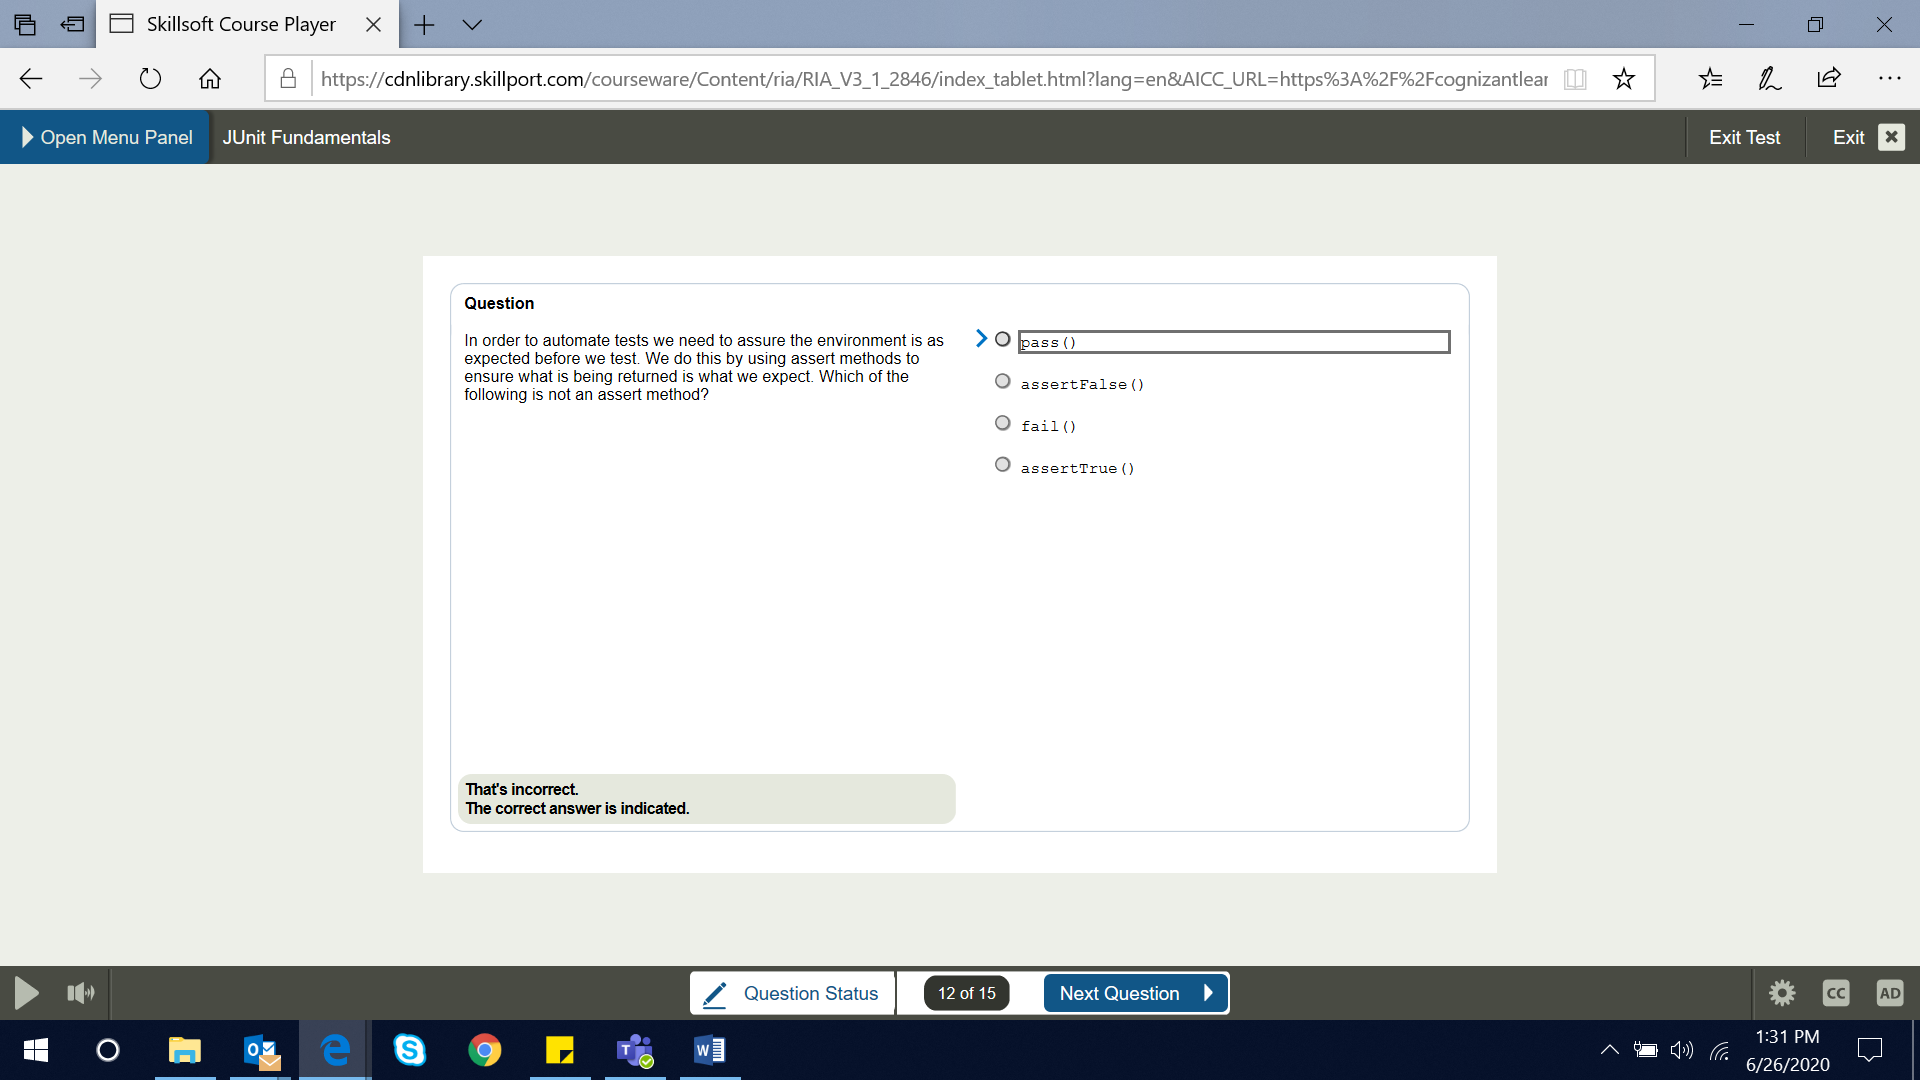 Skillsoft Course Player
https://cdnlibrary.skillport.com/courseware/Content/ria/RIA_V3_1_2846/index_tablet.html?lang=en&AICC_URL=https%3A%2F%2Fcognizantlear
Open Menu Panel
JUnit Fundamentals
Exit Test
Exit
Question
In order to automate tests we need to assure the environment is as
expected before we test. We do this by using assert methods to
ensure what is being returned is what we expect. Which of the
following is not an assert method?
pass()
assertFalse()
fail()
assertTrue()
That's incorrect.
The correct answer is indicated.
Question Status
12 of 15
Next Question
CC
AD
1:31 PM
6/26/2020